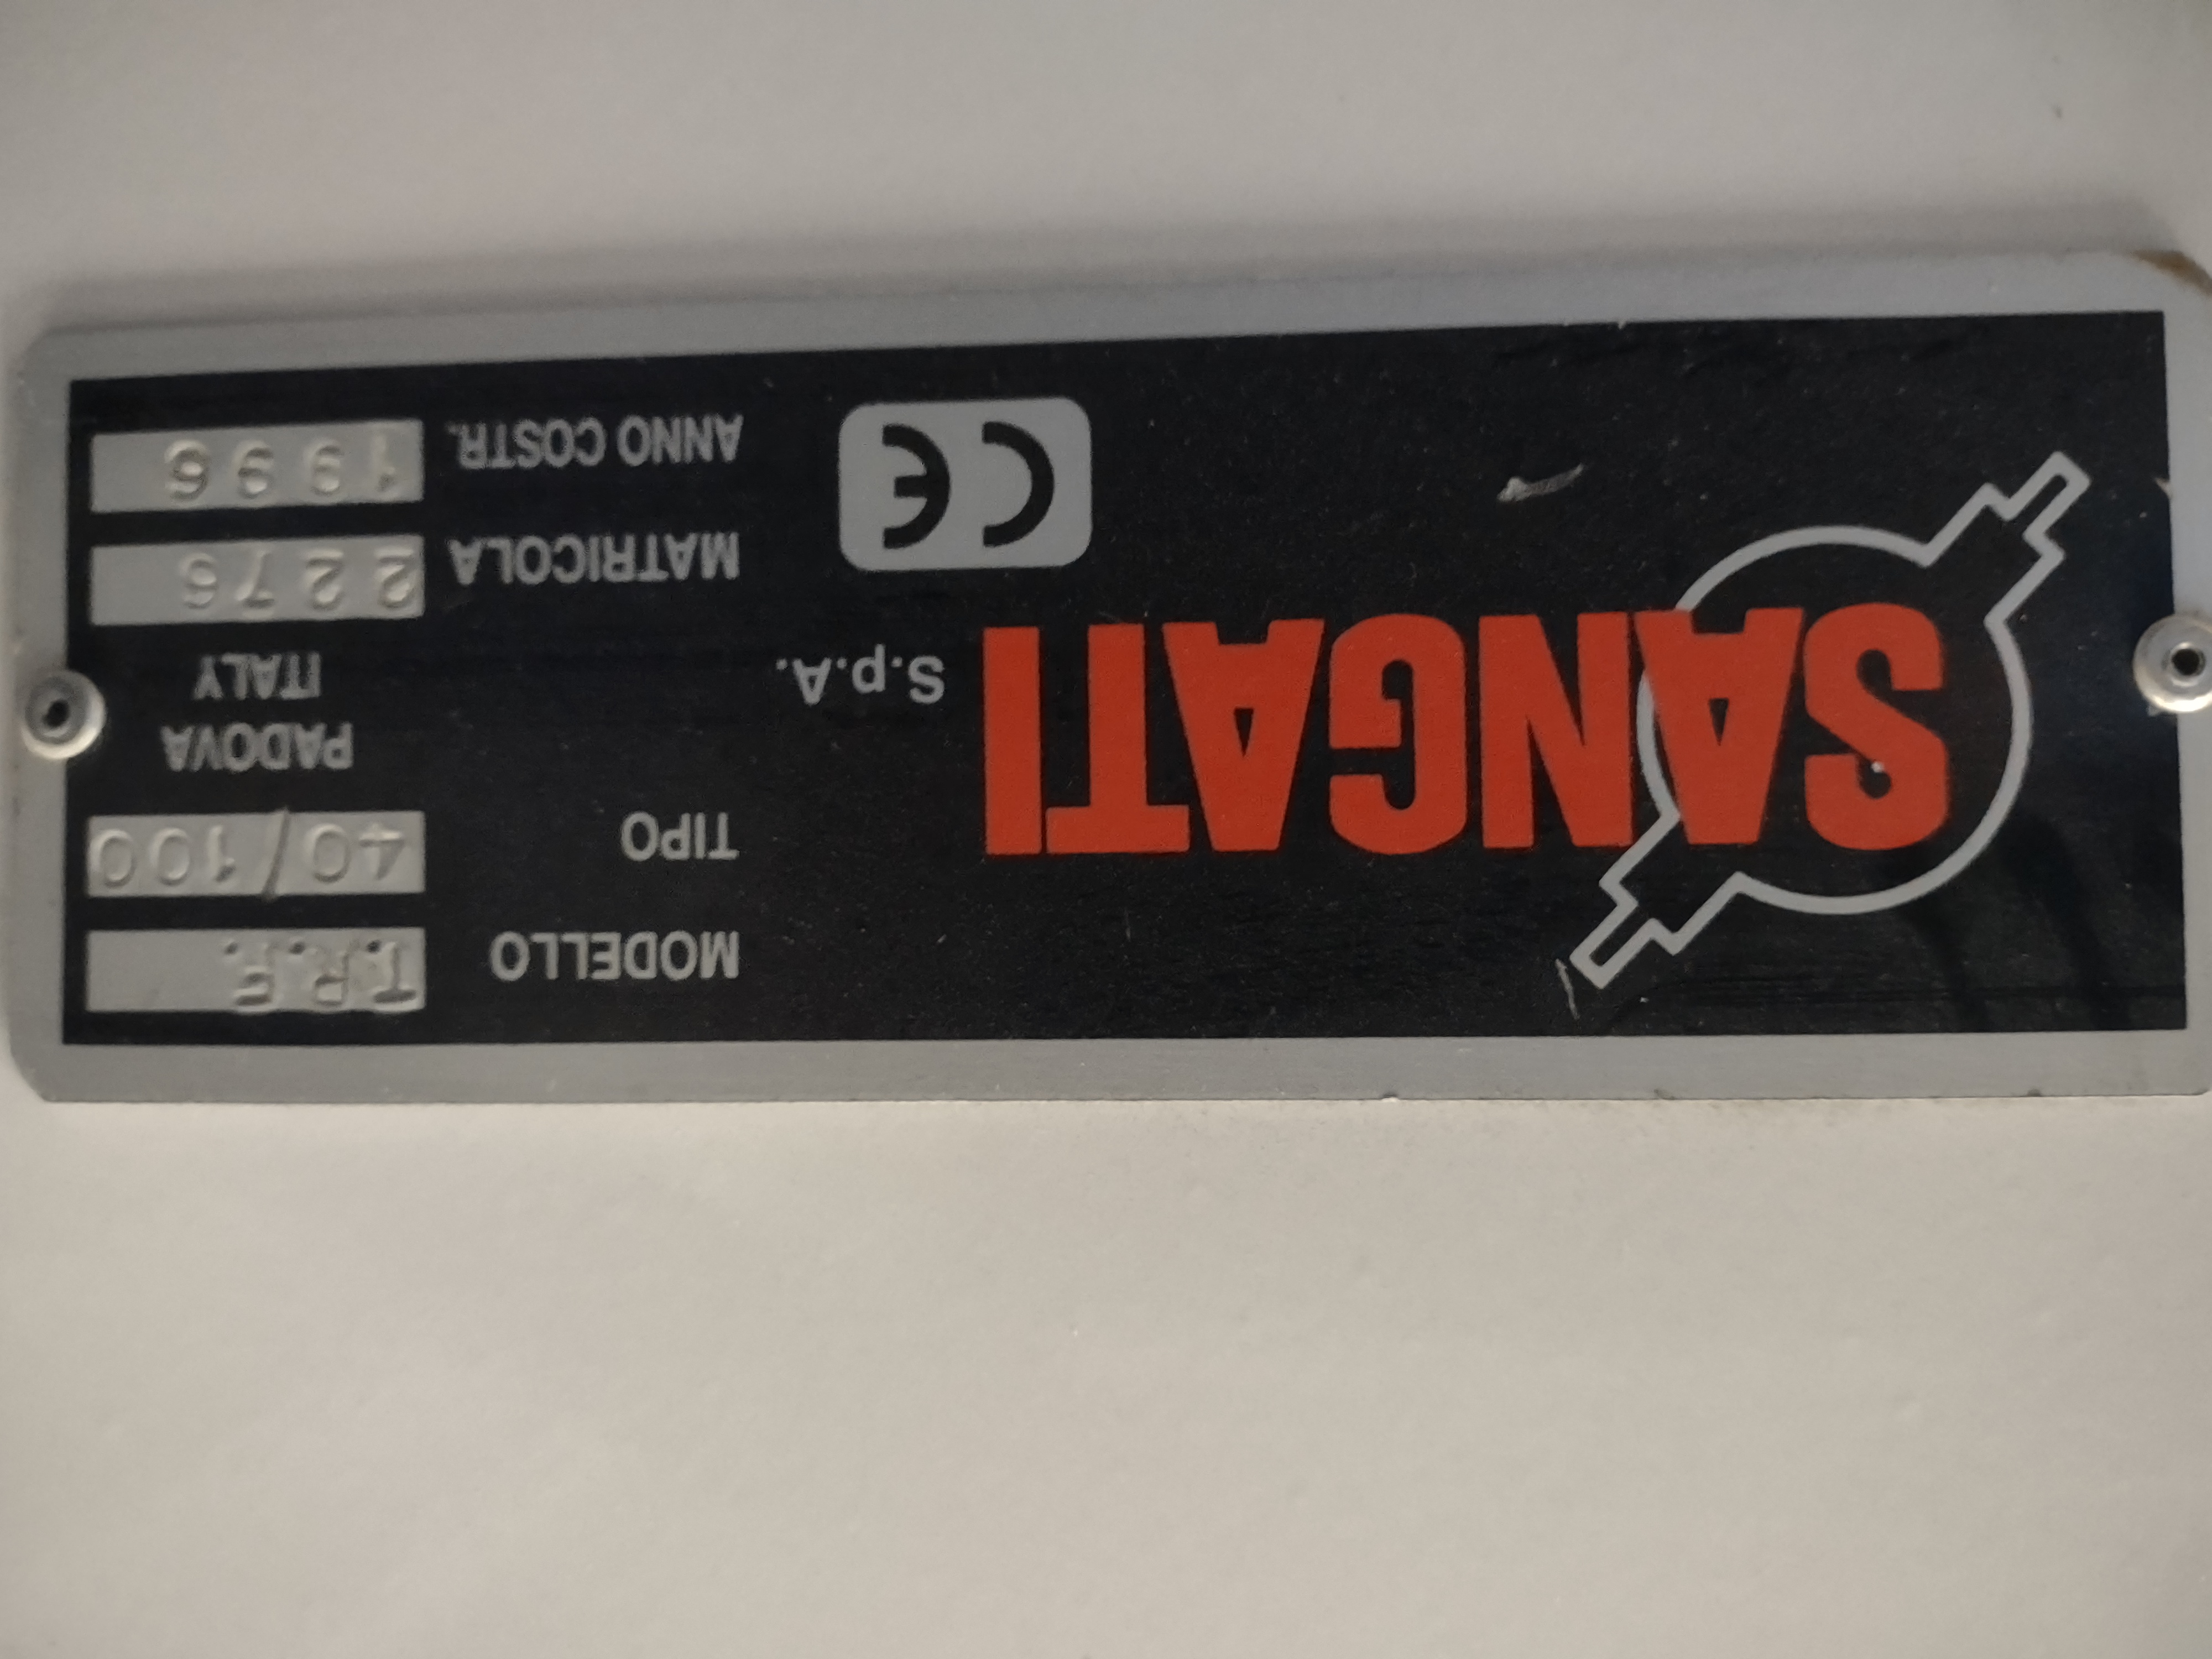 SANGATI
S.p.A.
MODELLO T.R.F.
TIPO 40/100
PADOVA
ITALY
MATRICOLA 2276
ANNO COSTR. 1996
CE